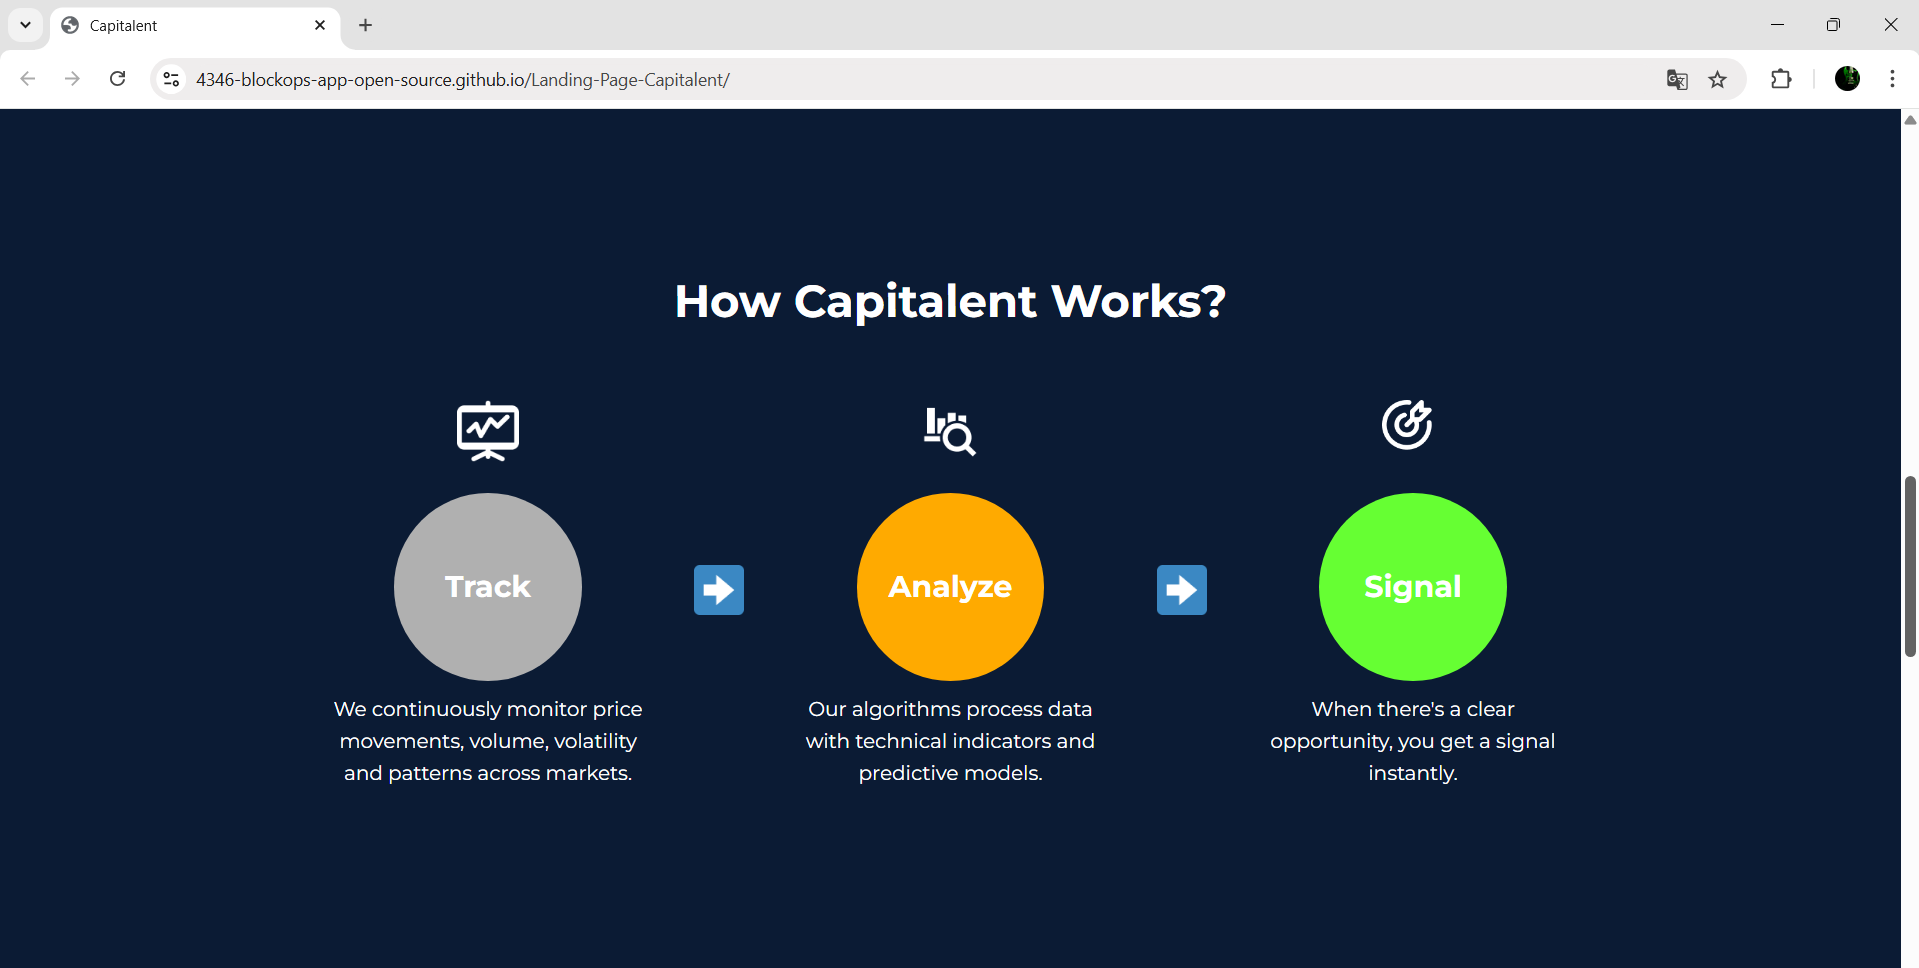 Capitalent
4346-blockops-app-open-source.github.io/Landing-Page-Capitalent/
How Capitalent Works?
Track
Analyze
Signal
We continuously monitor price
movements, volume, volatility
and patterns across markets.
Our algorithms process data
with technical indicators and
predictive models.
When there's a clear
opportunity, you get a signal
instantly.